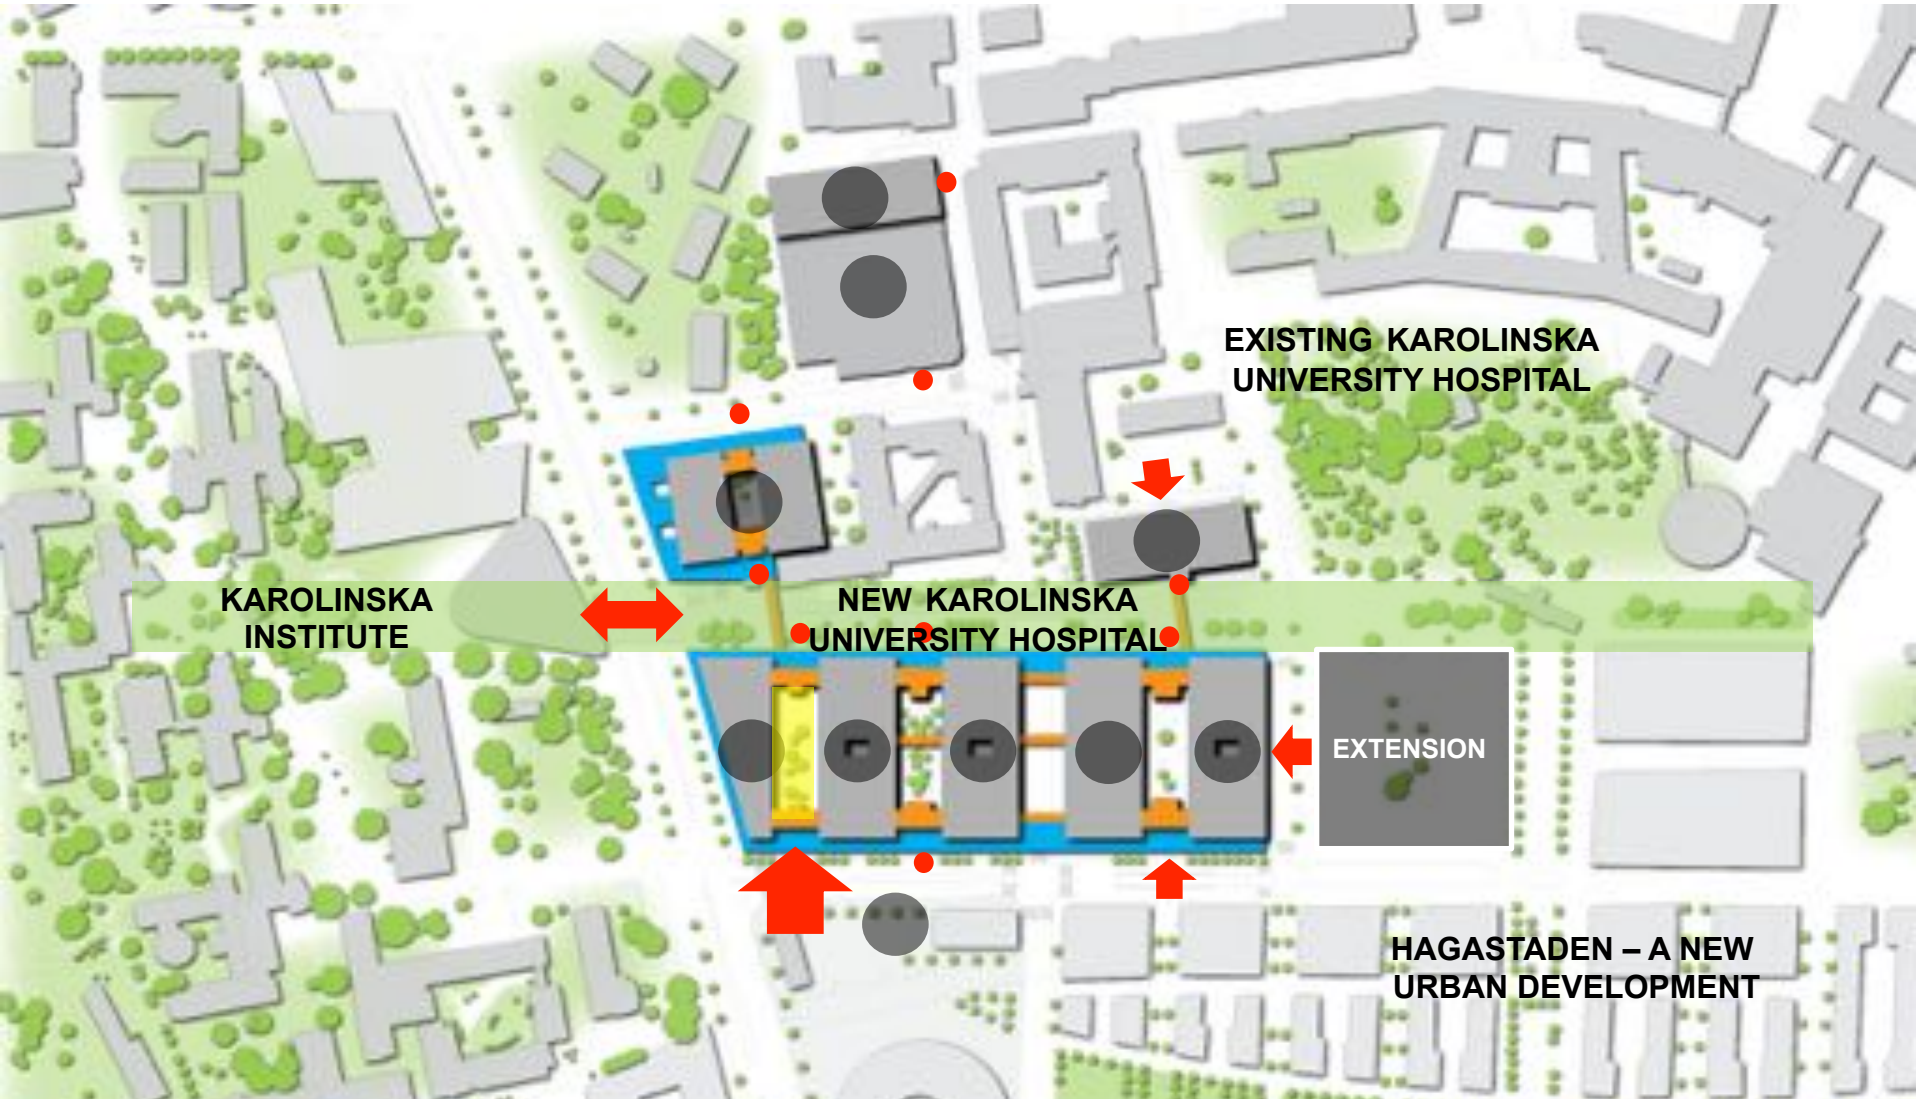 EXISTING KAROLINSKA
UNIVERSITY HOSPITAL
KAROLINSKA
INSTITUTE
NEW KAROLINSKA
UNIVERSITY HOSPITAL
EXTENSION
HAGASTADEN – A NEW
URBAN DEVELOPMENT